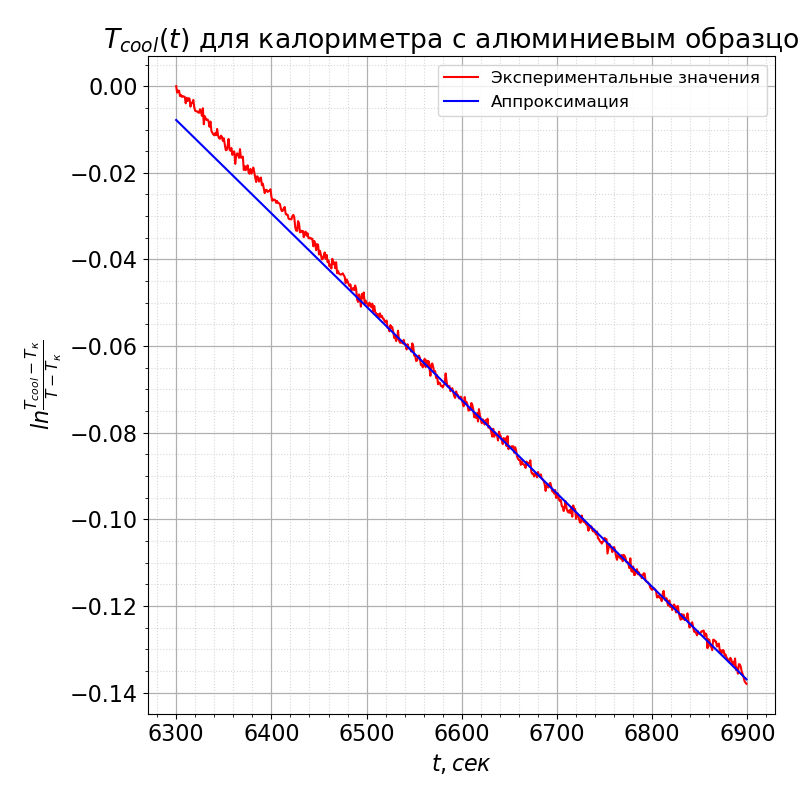 T_cool(t) для калориметра с алюминиевым образцо
Экспериментальные значения
Аппроксимация
0.00
−0.02
−0.04
−0.06
−0.08
−0.10
−0.12
−0.14
ln (T_cool − T_к)/(T − T_к)
6300 6400 6500 6600 6700 6800 6900
t, сек